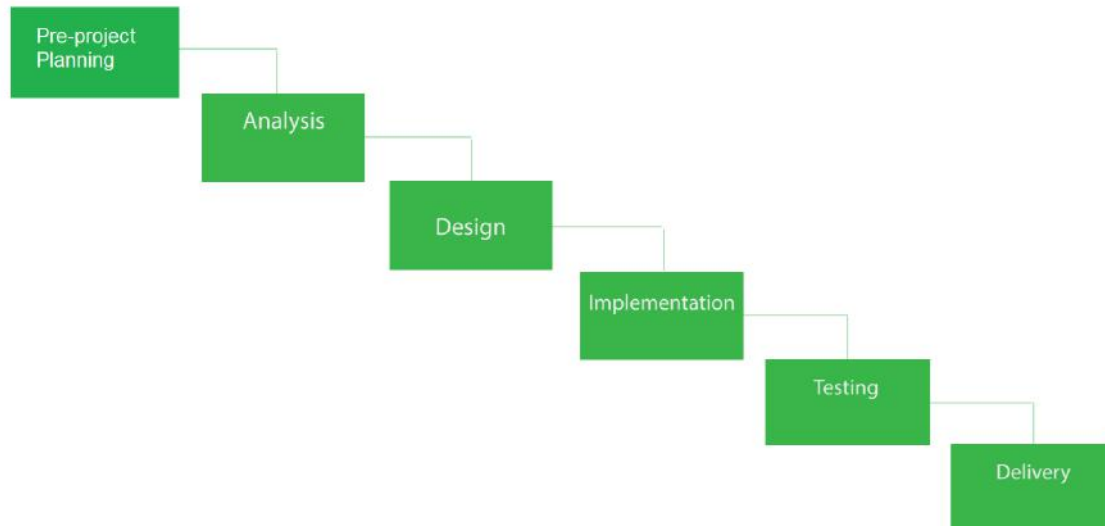 Pre-project
Planning
Analysis
Design
Implementation
Testing
Delivery